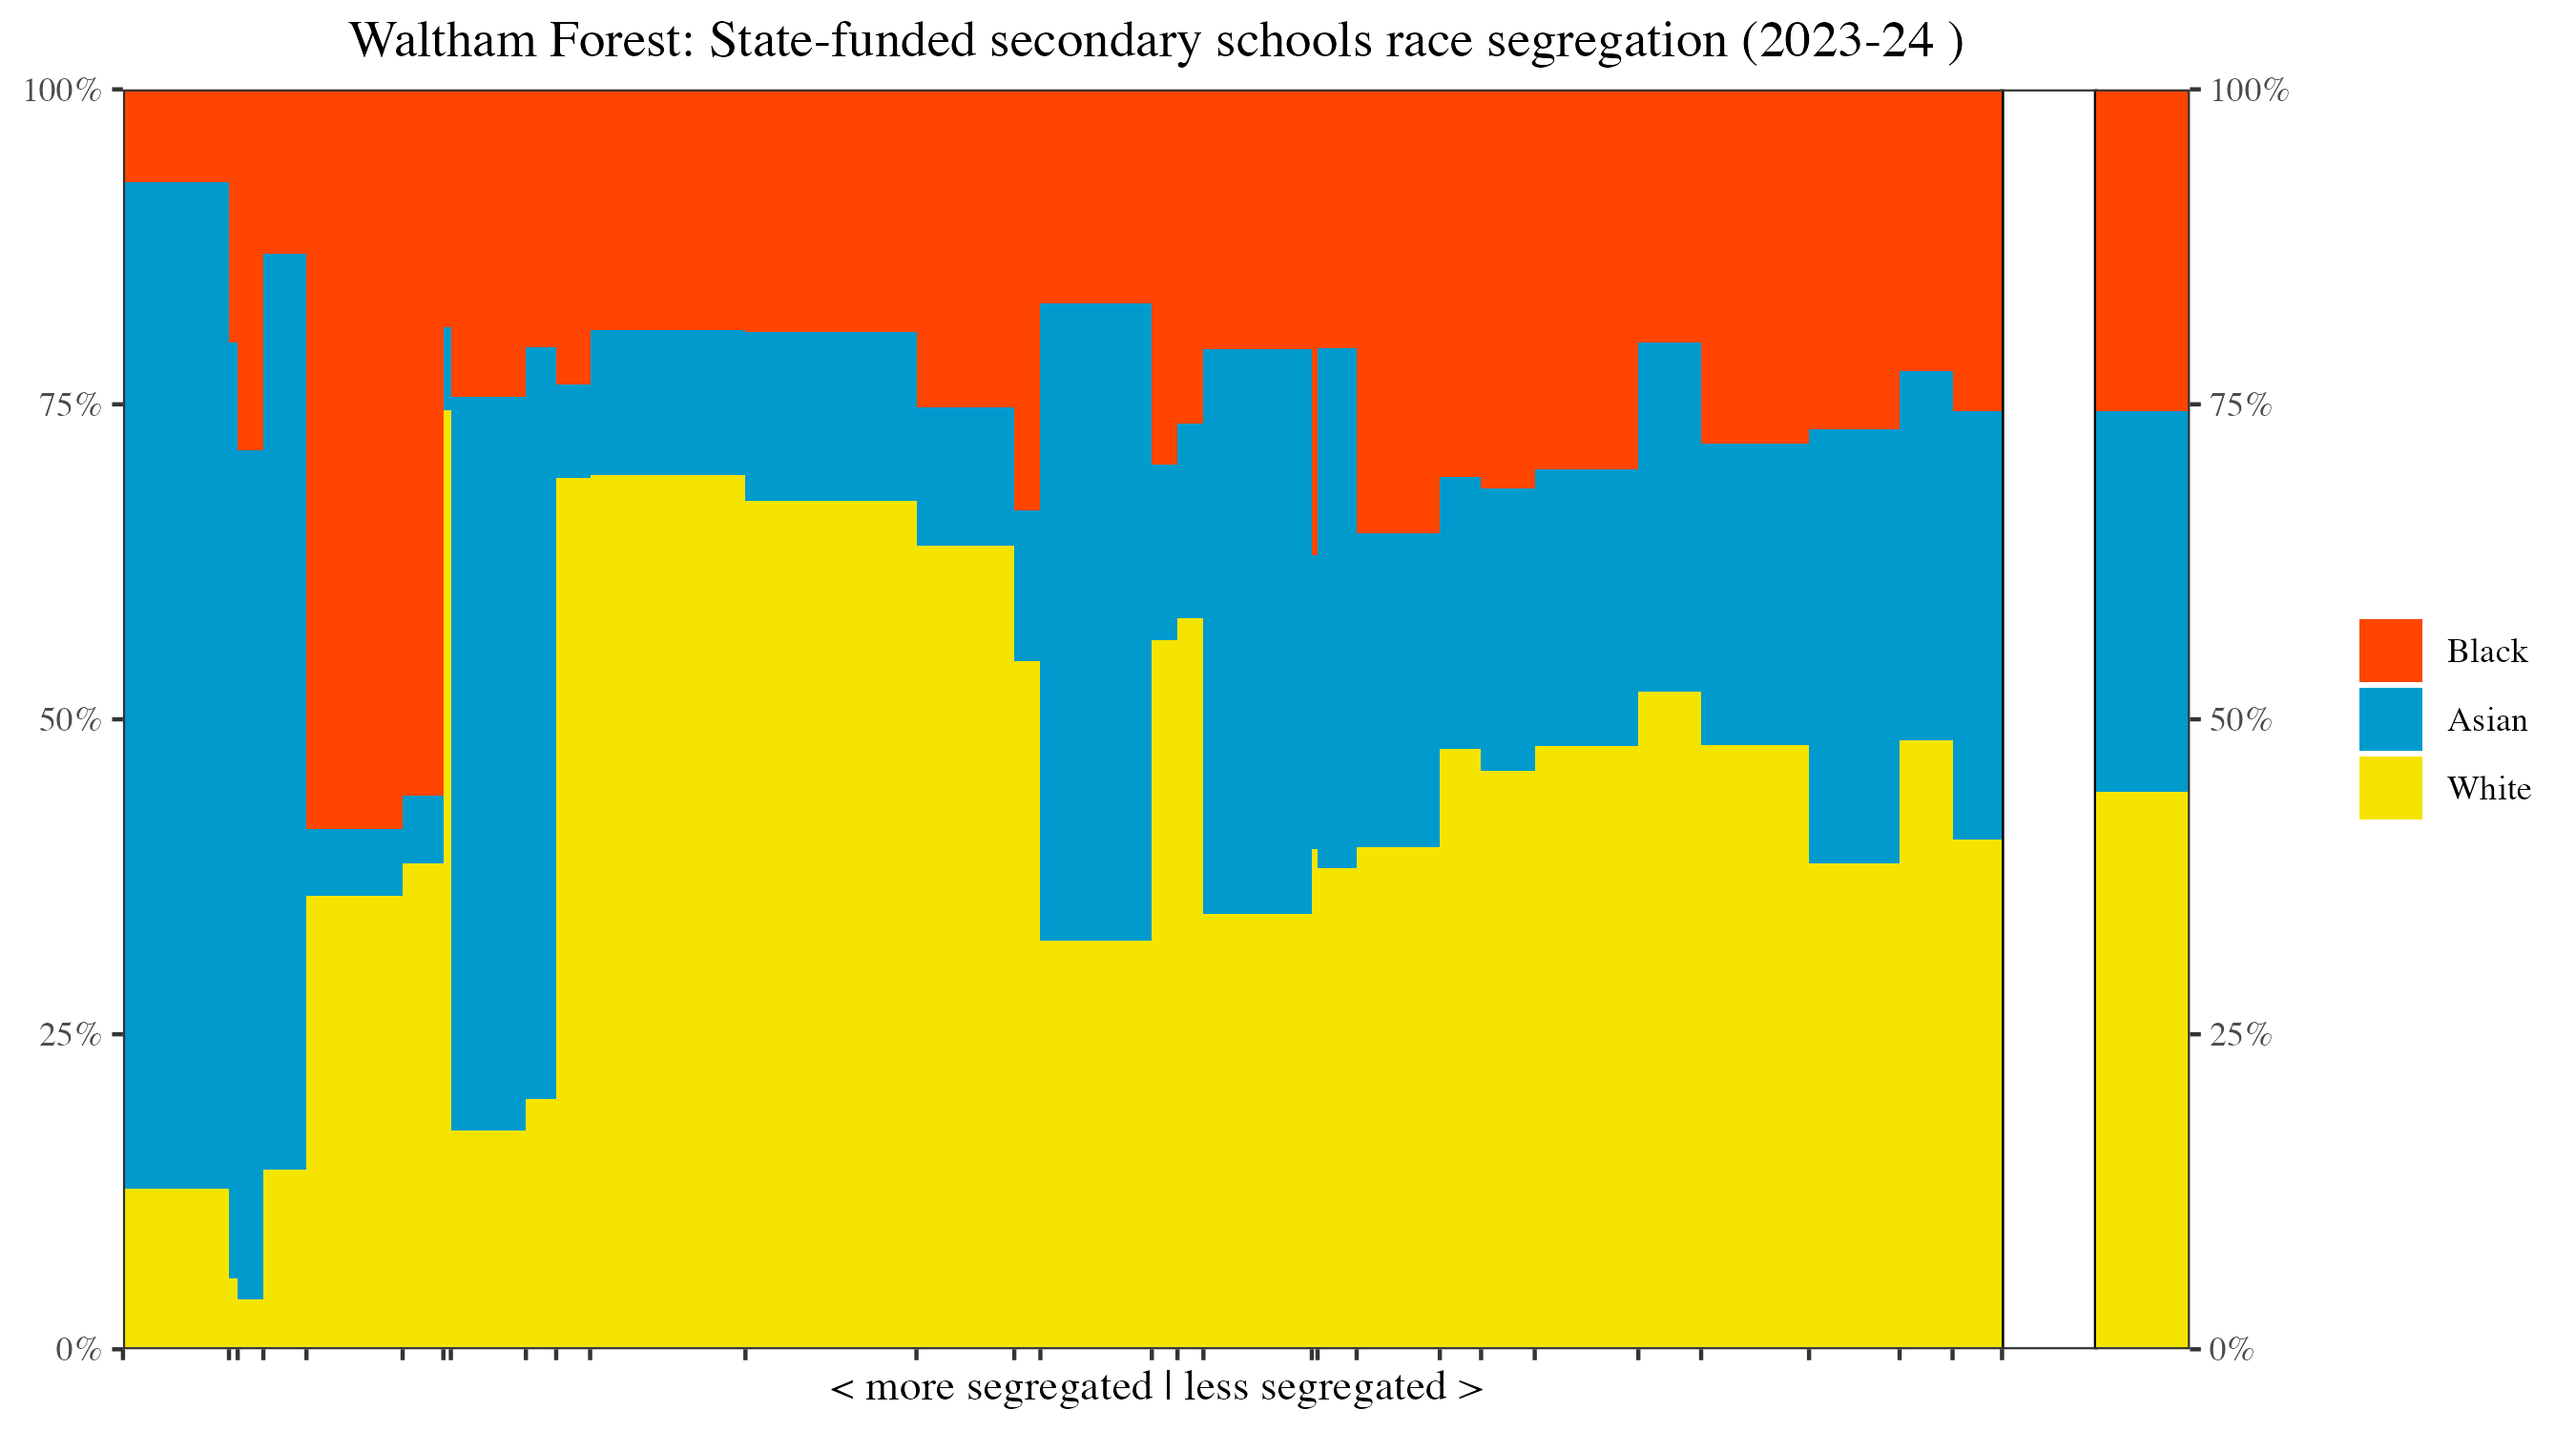 Waltham Forest: State-funded secondary schools race segregation (2023-24 )
100%
75%
50%
25%
0%
100%
75%
50%
25%
0%
Black
Asian
White
< more segregated | less segregated >